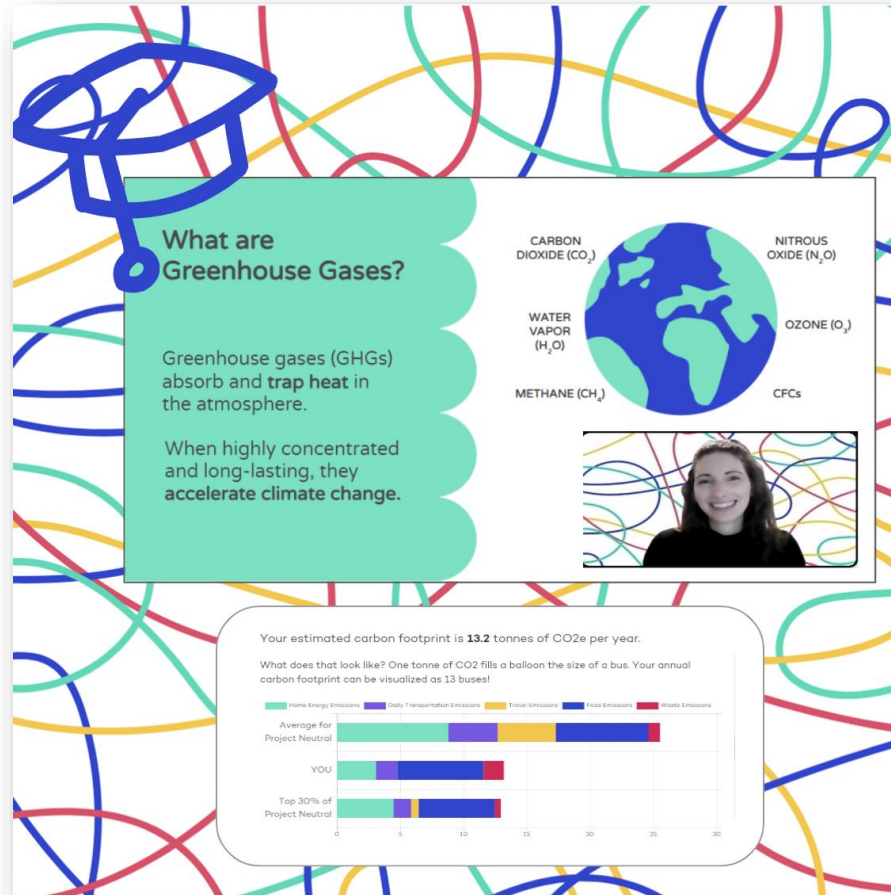 What are
Greenhouse Gases?
Greenhouse gases (GHGs)
absorb and trap heat in
the atmosphere.
When highly concentrated
and long-lasting, they
accelerate climate change.
CARBON
DIOXIDE (CO₂)
WATER
VAPOR
(H₂O)
METHANE (CH₄)
NITROUS
OXIDE (N₂O)
OZONE (O₃)
CFCs
Your estimated carbon footprint is 13.2 tonnes of CO2e per year.
What does that look like? One tonne of CO2 fills a balloon the size of a bus. Your annual
carbon footprint can be visualized as 13 buses!
Home Energy Emissions Daily Transportation Emissions Travel Emissions Food Emissions Waste Emissions
Average for
Project Neutral
YOU
Top 30% of
Project Neutral
0 5 10 15 20 25 30